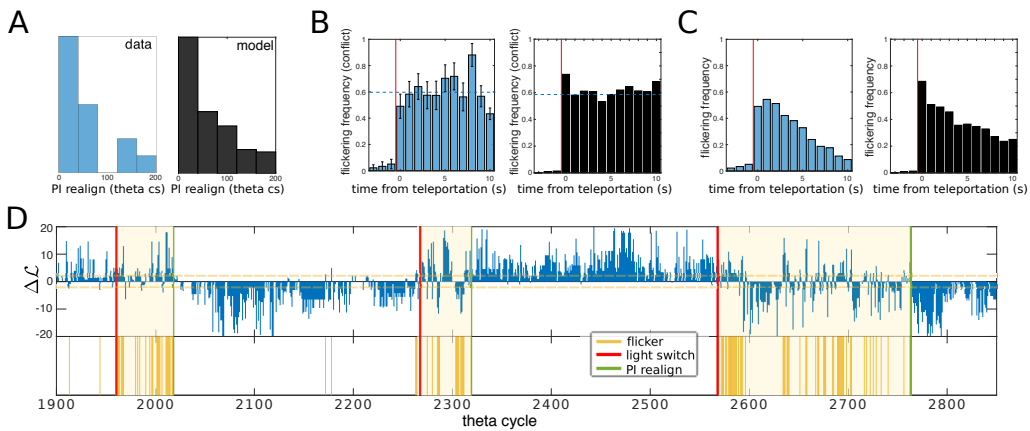 A
data
model
0
100
200
0
100
200
PI realign (theta cs)
PI realign (theta cs)
B
flickering frequency (conflict)
1
0.8
0.6
0.4
0.2
0
0
5
10
time from teleportation (s)
flickering frequency (conflict)
1
0.8
0.6
0.4
0.2
0
0
5
10
time from teleportation (s)
C
flickering frequency
1
0.8
0.6
0.4
0.2
0
0
5
10
time from teleportation (s)
flickering frequency
1
0.8
0.6
0.4
0.2
0
0
5
10
time from teleportation (s)
D
Δℒ
20
10
0
-10
-20
flicker
light switch
PI realign
1900
2000
2100
2200
2300
2400
2500
2600
2700
2800
theta cycle